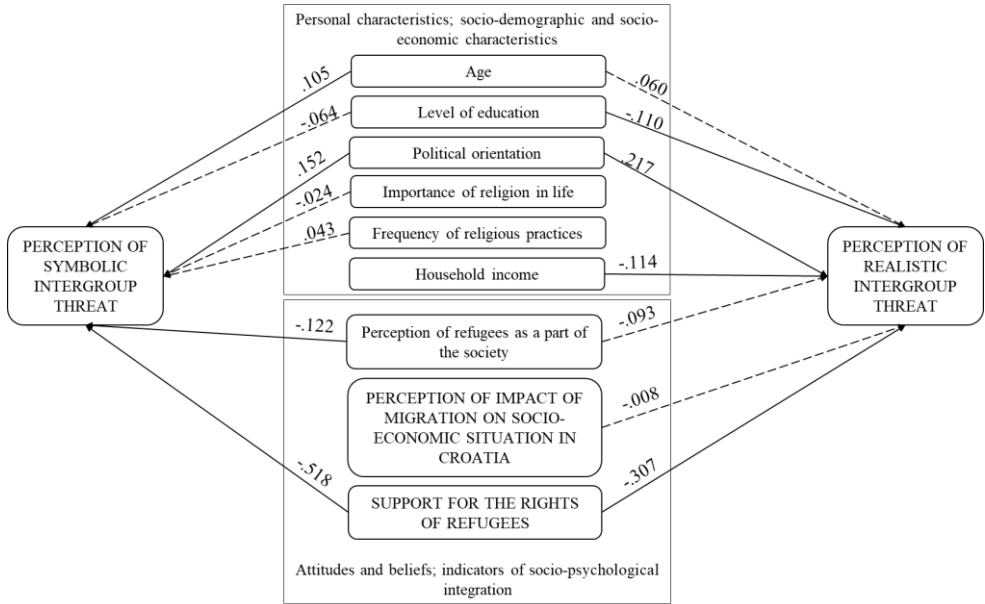 Personal characteristics; socio-demographic and socio-
economic characteristics
Age
Level of education
Political orientation
Importance of religion in life
Frequency of religious practices
Household income
.105
-.064
.152
-.024
.043
.060
-.110
.217
-.114
PERCEPTION OF
SYMBOLIC
INTERGROUP
THREAT
PERCEPTION OF
REALISTIC
INTERGROUP
THREAT
-.122
Perception of refugees as a part of
the society
-.093
PERCEPTION OF IMPACT OF
MIGRATION ON SOCIO-
ECONOMIC SITUATION IN
CROATIA
-.008
-.518
SUPPORT FOR THE RIGHTS
OF REFUGEES
-.307
Attitudes and beliefs; indicators of socio-psychological
integration